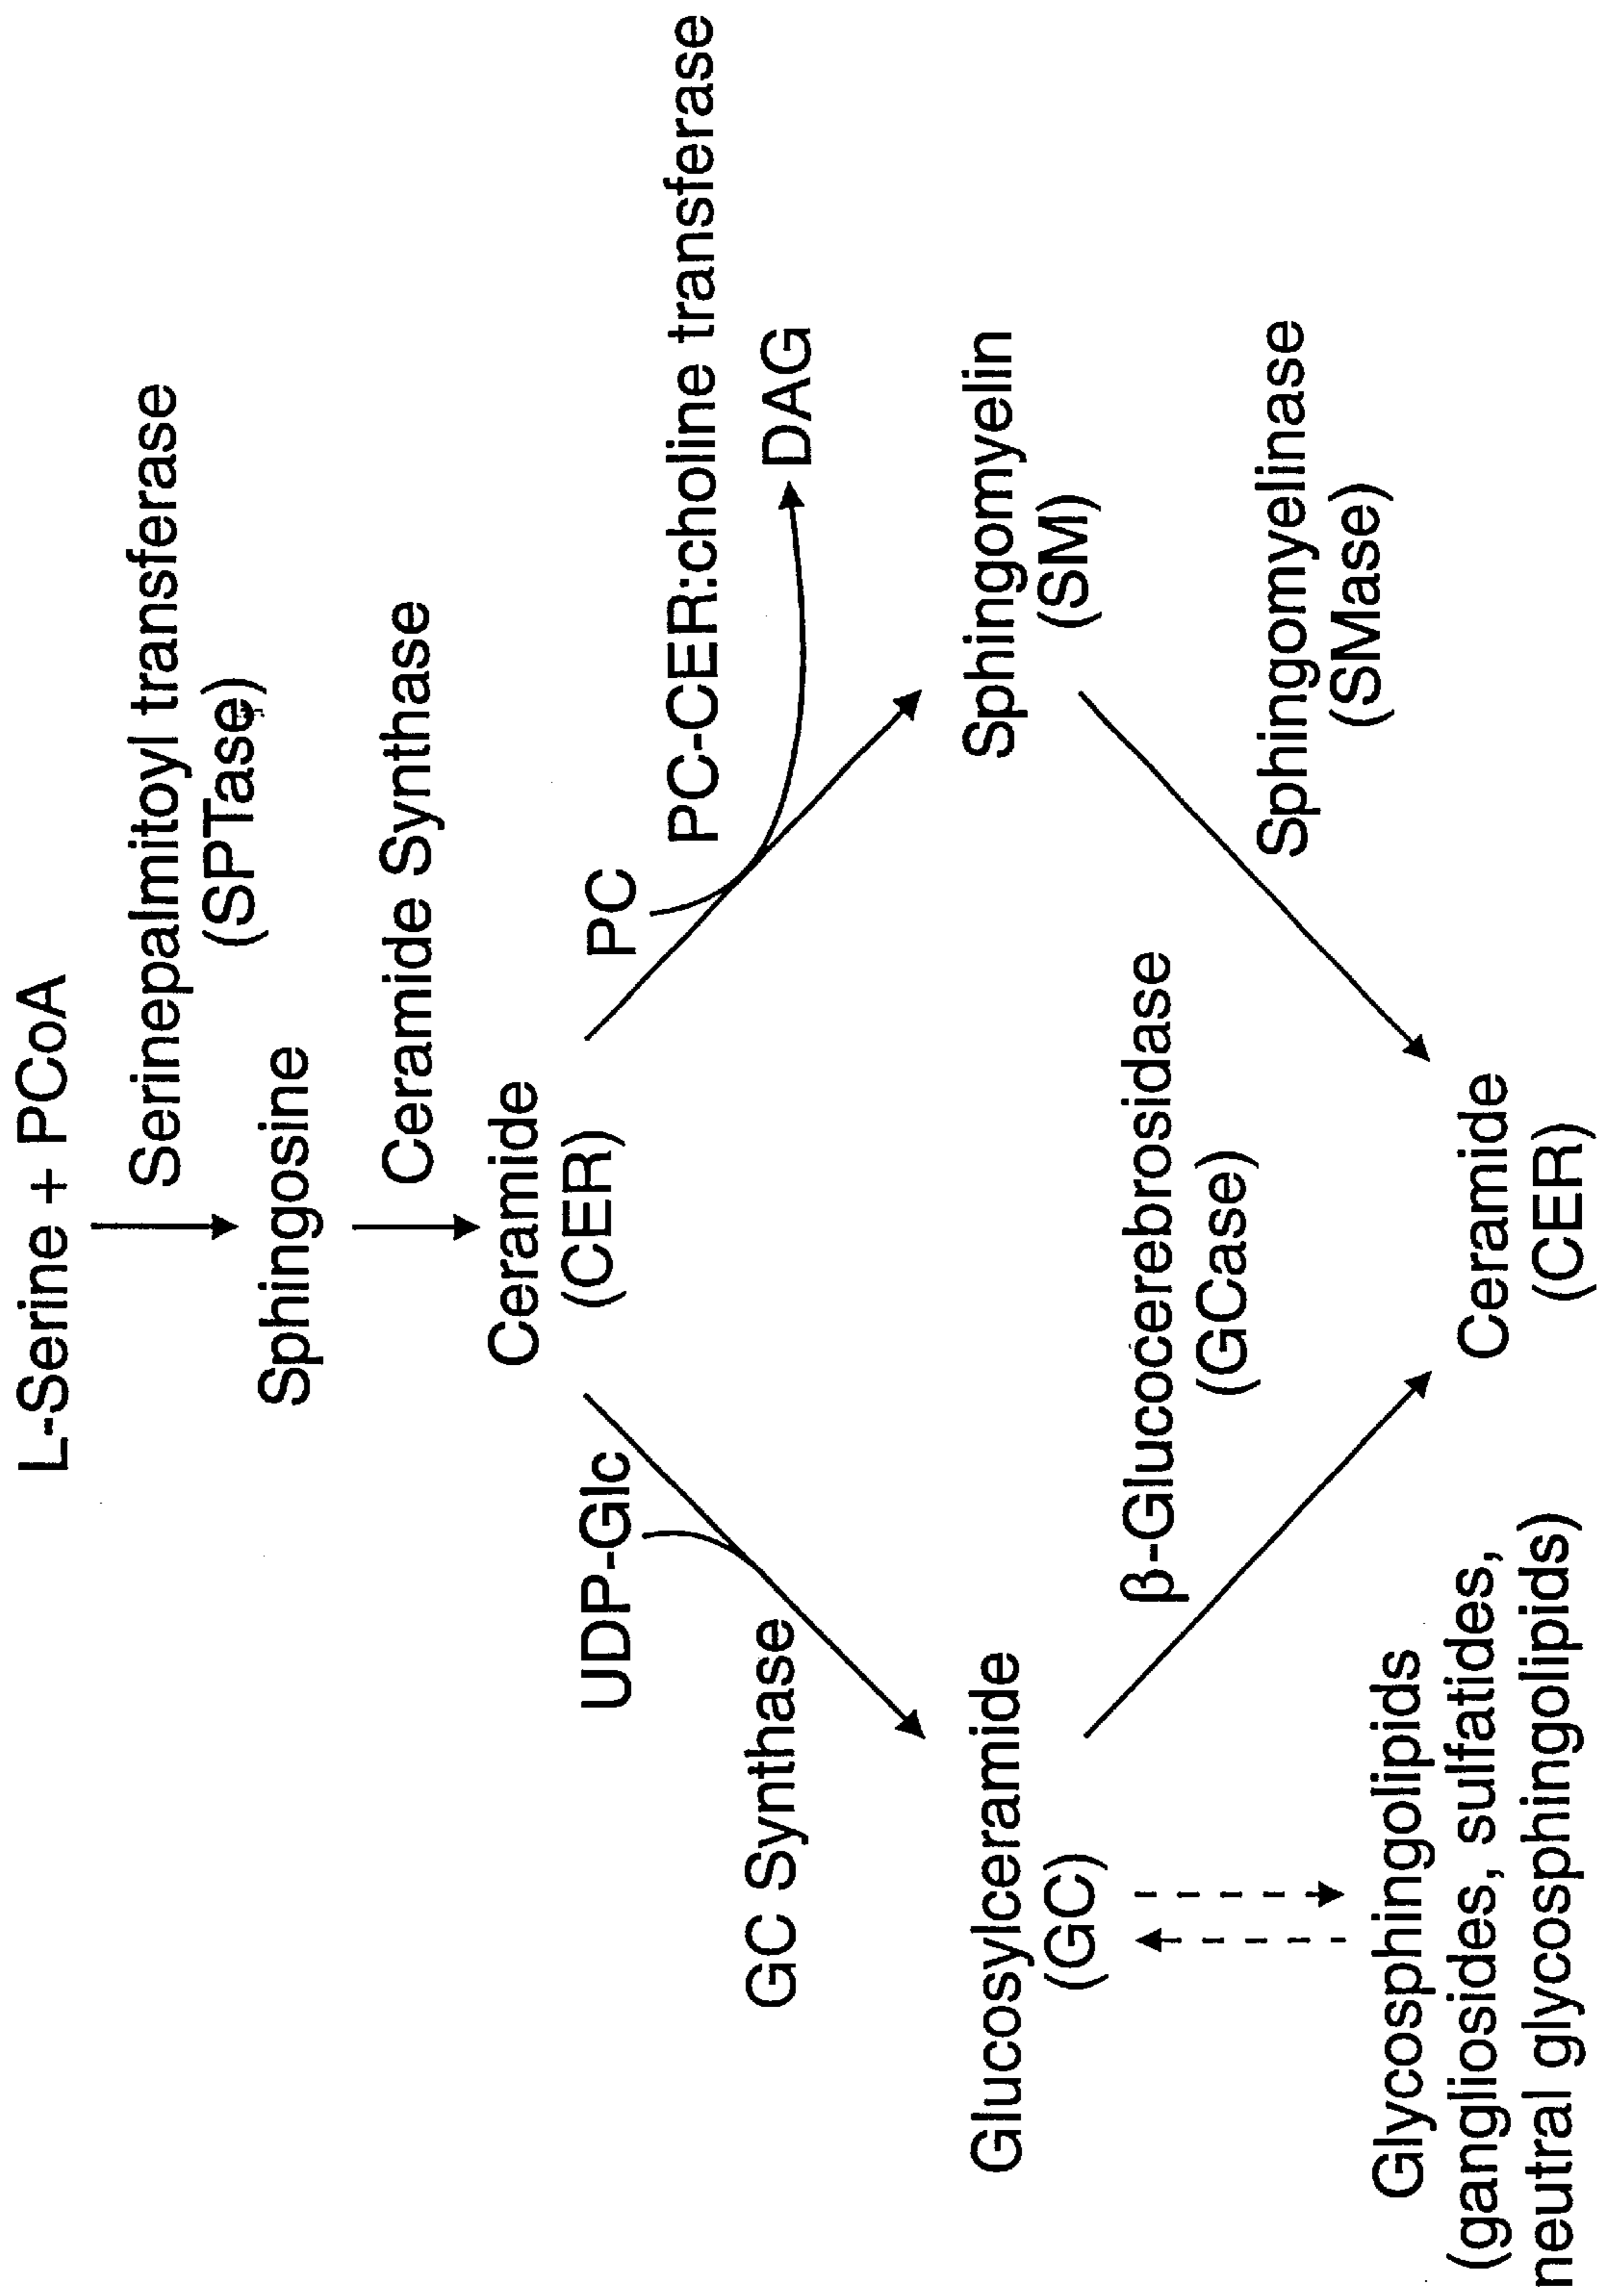 L-Serine + PCoA
Serinepalmitoyl transferase
(SPTase)
Sphingosine
Ceramide Synthase
Ceramide
(CER)
UDP-Glc
PC
PC-CER:choline transferase
GC Synthase
DAG
Glucosylceramide
(GC)
Sphingomyelin
(SM)
β-Glucocerebrosidase
(GCase)
Sphingomyelinase
(SMase)
Glycosphingolipids
(gangliosides, sulfatides,
neutral glycosphingolipids)
Ceramide
(CER)